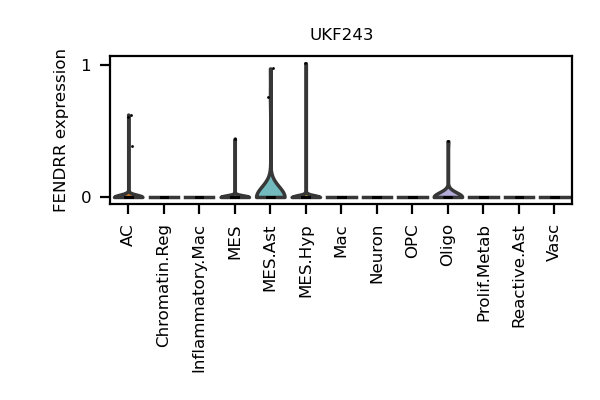 UKF243
FENDRR expression
1
0
AC
Chromatin.Reg
Inflammatory.Mac
MES
MES.Ast
MES.Hyp
Mac
Neuron
OPC
Oligo
Prolif.Metab
Reactive.Ast
Vasc